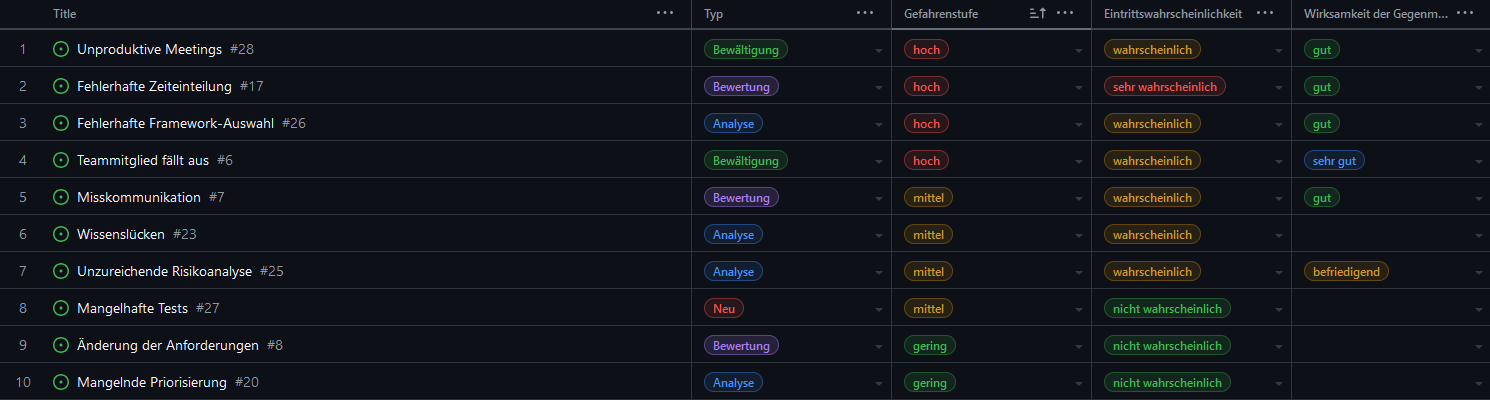 Title Typ Gefahrenstufe Eintrittswahrscheinlichkeit Wirksamkeit der Gegenm...
1 Unproduktive Meetings #28 Bewältigung hoch wahrscheinlich gut
2 Fehlerhafte Zeiteinteilung #17 Bewertung hoch sehr wahrscheinlich gut
3 Fehlerhafte Framework-Auswahl #26 Analyse hoch wahrscheinlich gut
4 Teammitglied fällt aus #6 Bewältigung hoch wahrscheinlich sehr gut
5 Misskommunikation #7 Bewertung mittel wahrscheinlich gut
6 Wissenslücken #23 Analyse mittel wahrscheinlich
7 Unzureichende Risikoanalyse #25 Analyse mittel wahrscheinlich befriedigend
8 Mangelhafte Tests #27 Neu mittel nicht wahrscheinlich
9 Änderung der Anforderungen #8 Bewertung gering nicht wahrscheinlich
10 Mangelnde Priorisierung #20 Analyse gering nicht wahrscheinlich